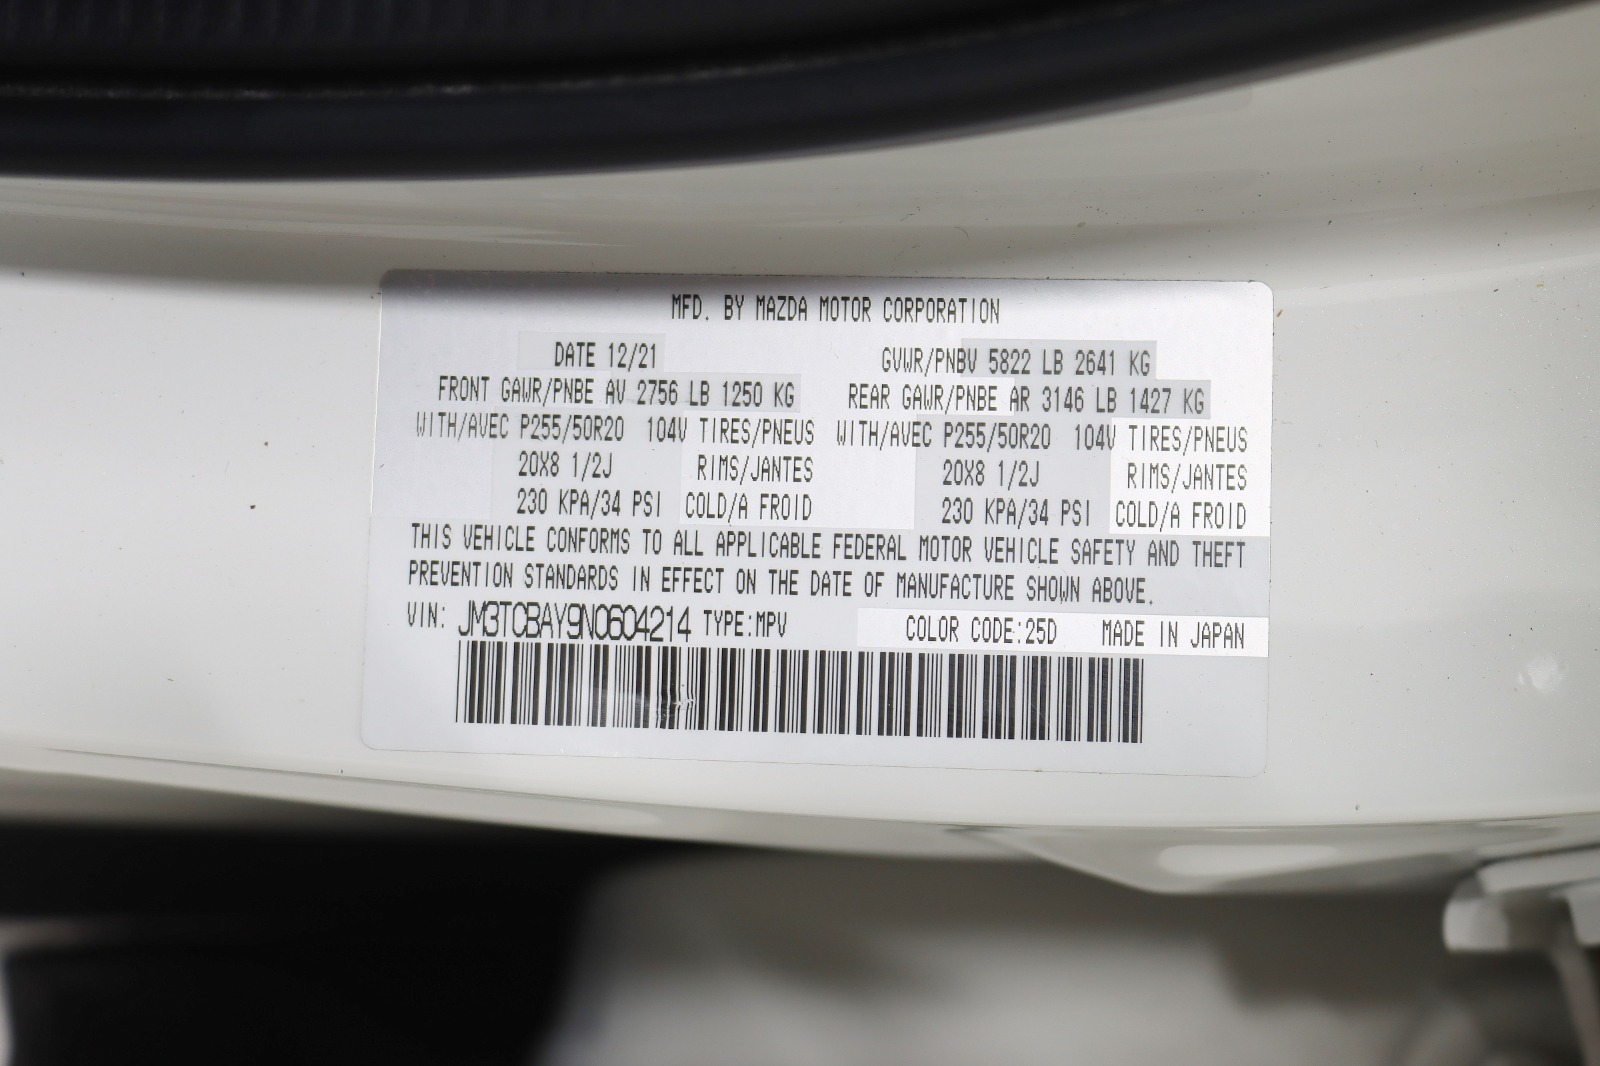 MFD. BY MAZDA MOTOR CORPORATION
DATE 12/21 GVWR/PNBV 5822 LB 2641 KG
FRONT GAWR/PNBE AV 2756 LB 1250 KG REAR GAWR/PNBE AR 3146 LB 1427 KG
WITH/AVEC P255/50R20 104V TIRES/PNEUS WITH/AVEC P255/50R20 104V TIRES/PNEUS
20X8 1/2J RIMS/JANTES 20X8 1/2J RIMS/JANTES
230 KPA/34 PSI COLD/A FROID 230 KPA/34 PSI COLD/A FROID
THIS VEHICLE CONFORMS TO ALL APPLICABLE FEDERAL MOTOR VEHICLE SAFETY AND THEFT
PREVENTION STANDARDS IN EFFECT ON THE DATE OF MANUFACTURE SHOWN ABOVE.
VIN: JM3TCBAY9N0604214 TYPE:MPV COLOR CODE:25D MADE IN JAPAN